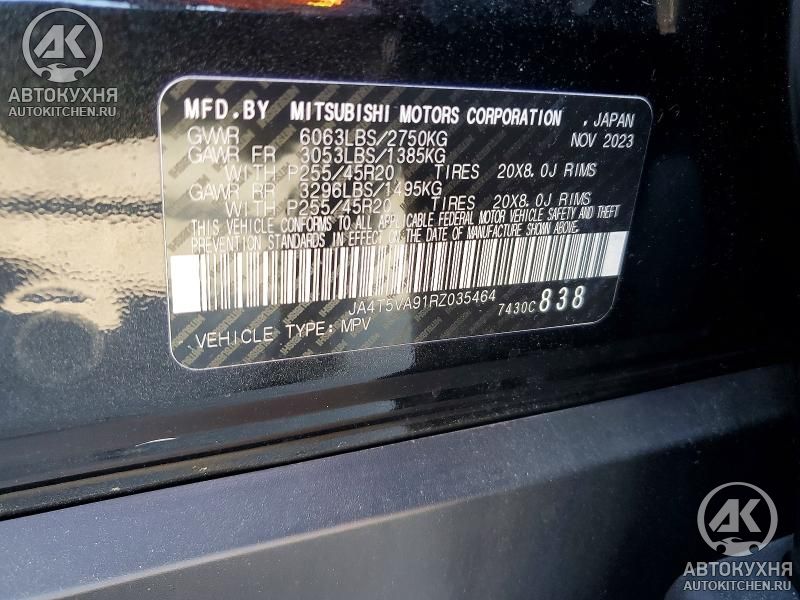 AK
АВТОКУХНЯ
AUTOKITCHEN.RU
MFD.BY MITSUBISHI MOTORS CORPORATION .JAPAN
GVWR 6063LBS/2750KG NOV 2023
GAWR FR 3053LBS/1385KG
WITH P255/45R20 TIRES 20X8.0J RIMS
GAWR RR 3296LBS/1495KG
WITH P255/45R20 TIRES 20X8.0J RIMS
THIS VEHICLE CONFORMS TO ALL APPLICABLE FEDERAL MOTOR VEHICLE SAFETY AND THEFT
PREVENTION STANDARDS IN EFFECT ON THE DATE OF MANUFACTURE SHOWN ABOVE.
JA4T5VA91RZ035464 7430C 838
VEHICLE TYPE: MPV
AK
АВТОКУХНЯ
AUTOKITCHEN.RU